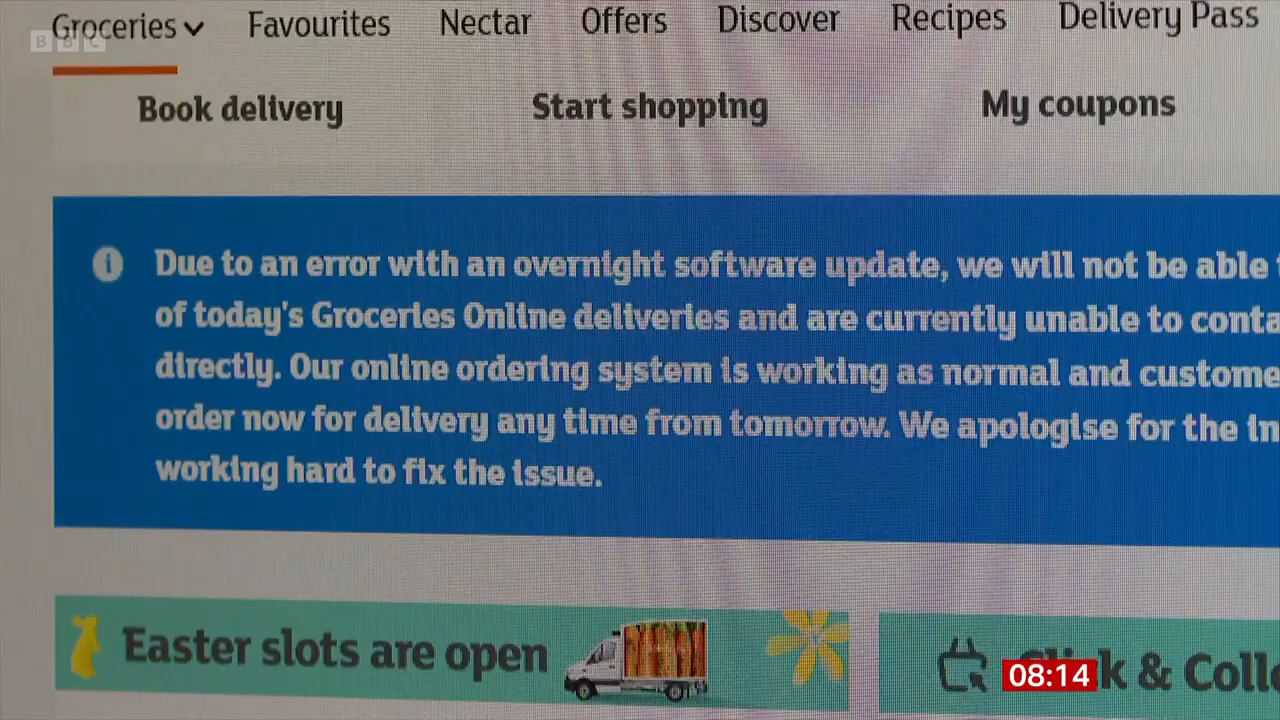 BBC
Groceries
Favourites
Nectar
Offers
Discover
Recipes
Delivery Pass
Book delivery
Start shopping
My coupons
Due to an error with an overnight software update, we will not be able
of today's Groceries Online deliveries and are currently unable to conta
directly. Our online ordering system is working as normal and custome
order now for delivery any time from tomorrow. We apologise for the in
working hard to fix the issue.
Easter slots are open
k & Coll
08:14